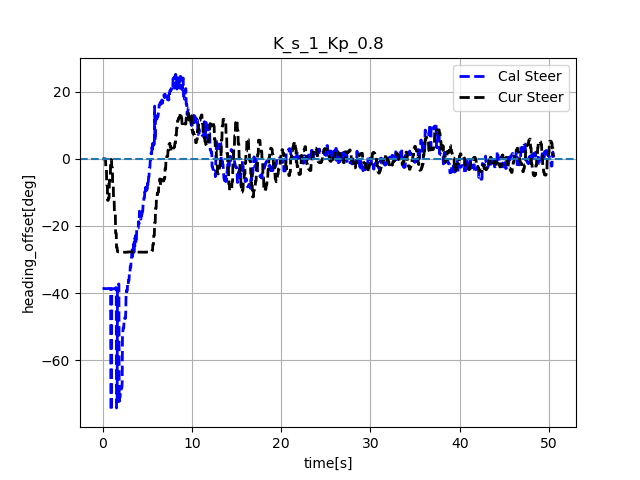 K_s_1_Kp_0.8
Cal Steer
Cur Steer
heading_offset[deg]
20
0
−20
−40
−60
0 10 20 30 40 50
time[s]